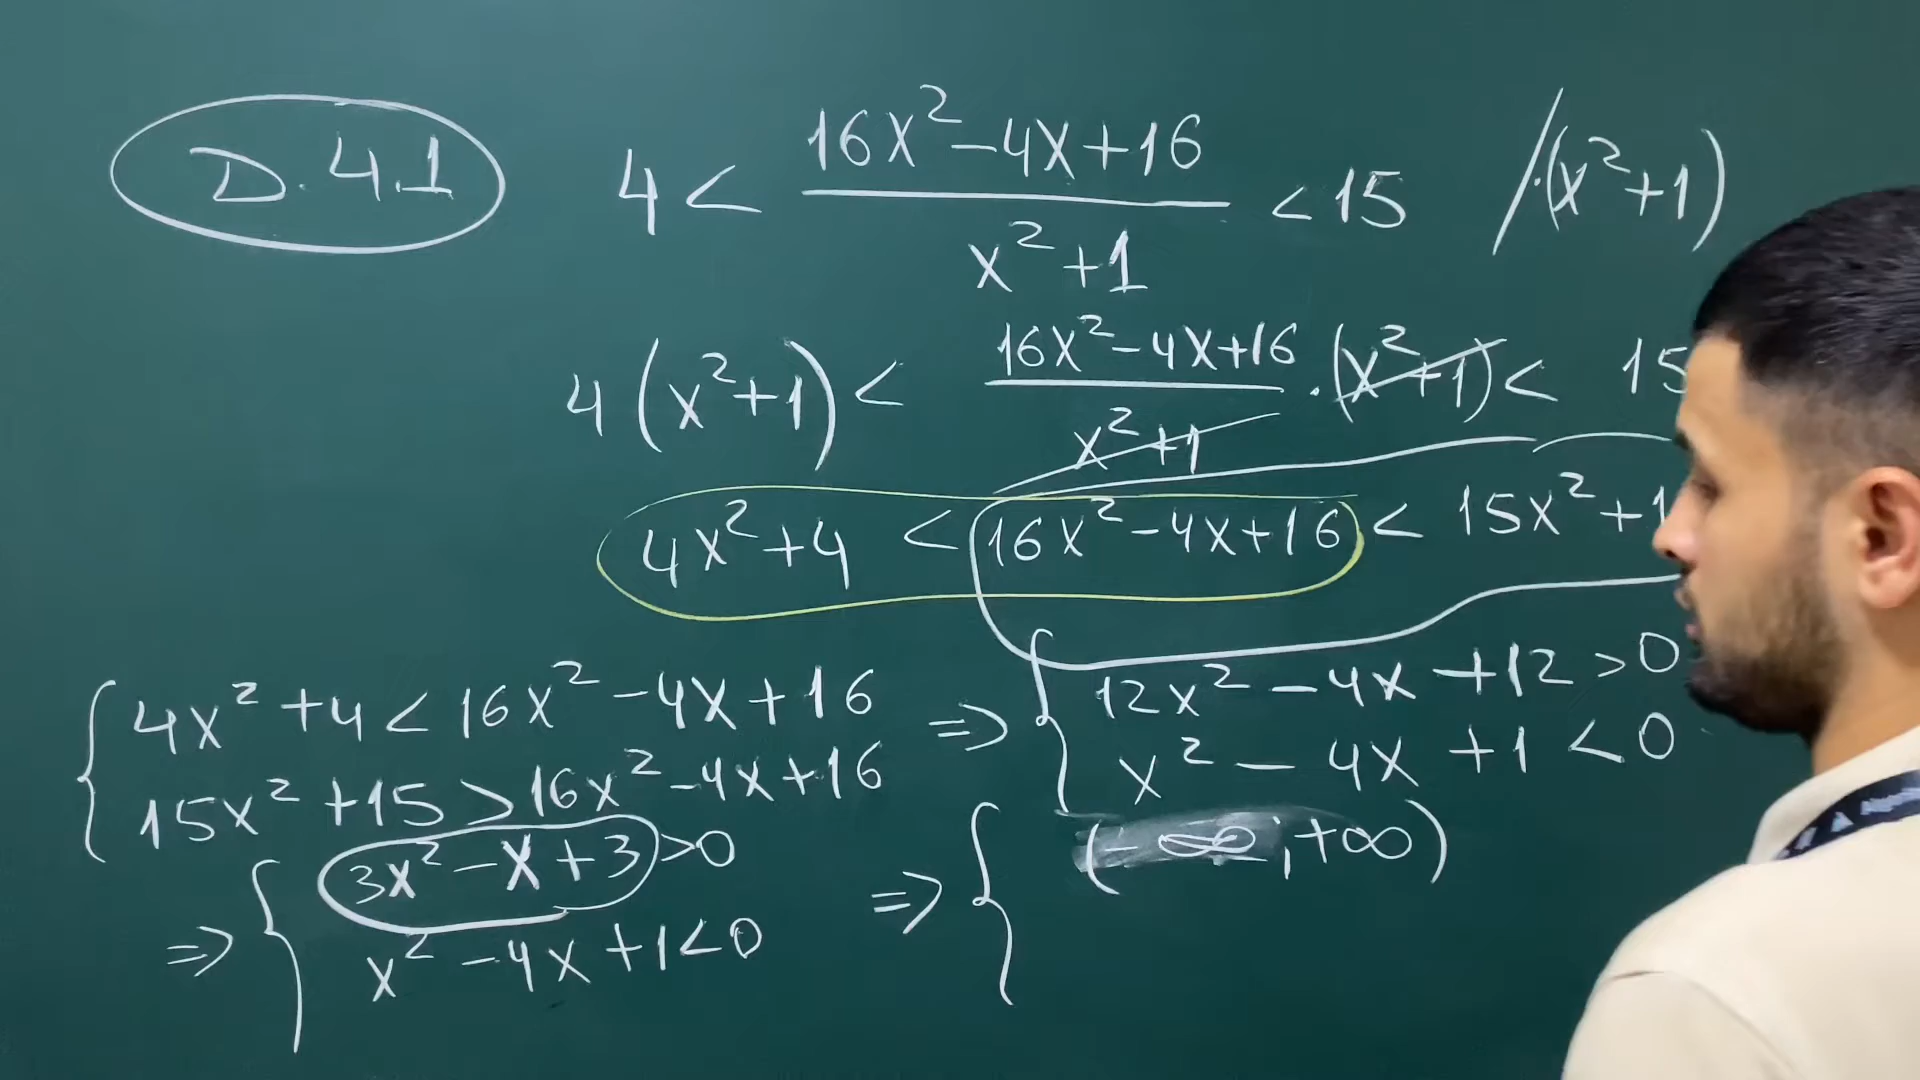 D.4.1
4 < 16x²-4x+16 / x²+1 < 15 /·(x²+1)
4(x²+1) < 16x²-4x+16 / x²+1 · (x²+1) < 15
4x²+4 < 16x²-4x+16 < 15x²+1
{ 4x²+4 < 16x²-4x+16
15x²+15 > 16x²-4x+16
=> { 12x²-4x+12 > 0
x²-4x+1 < 0
=> { 3x²-x+3 > 0
x²-4x+1 < 0
=> { (-∞;+∞)